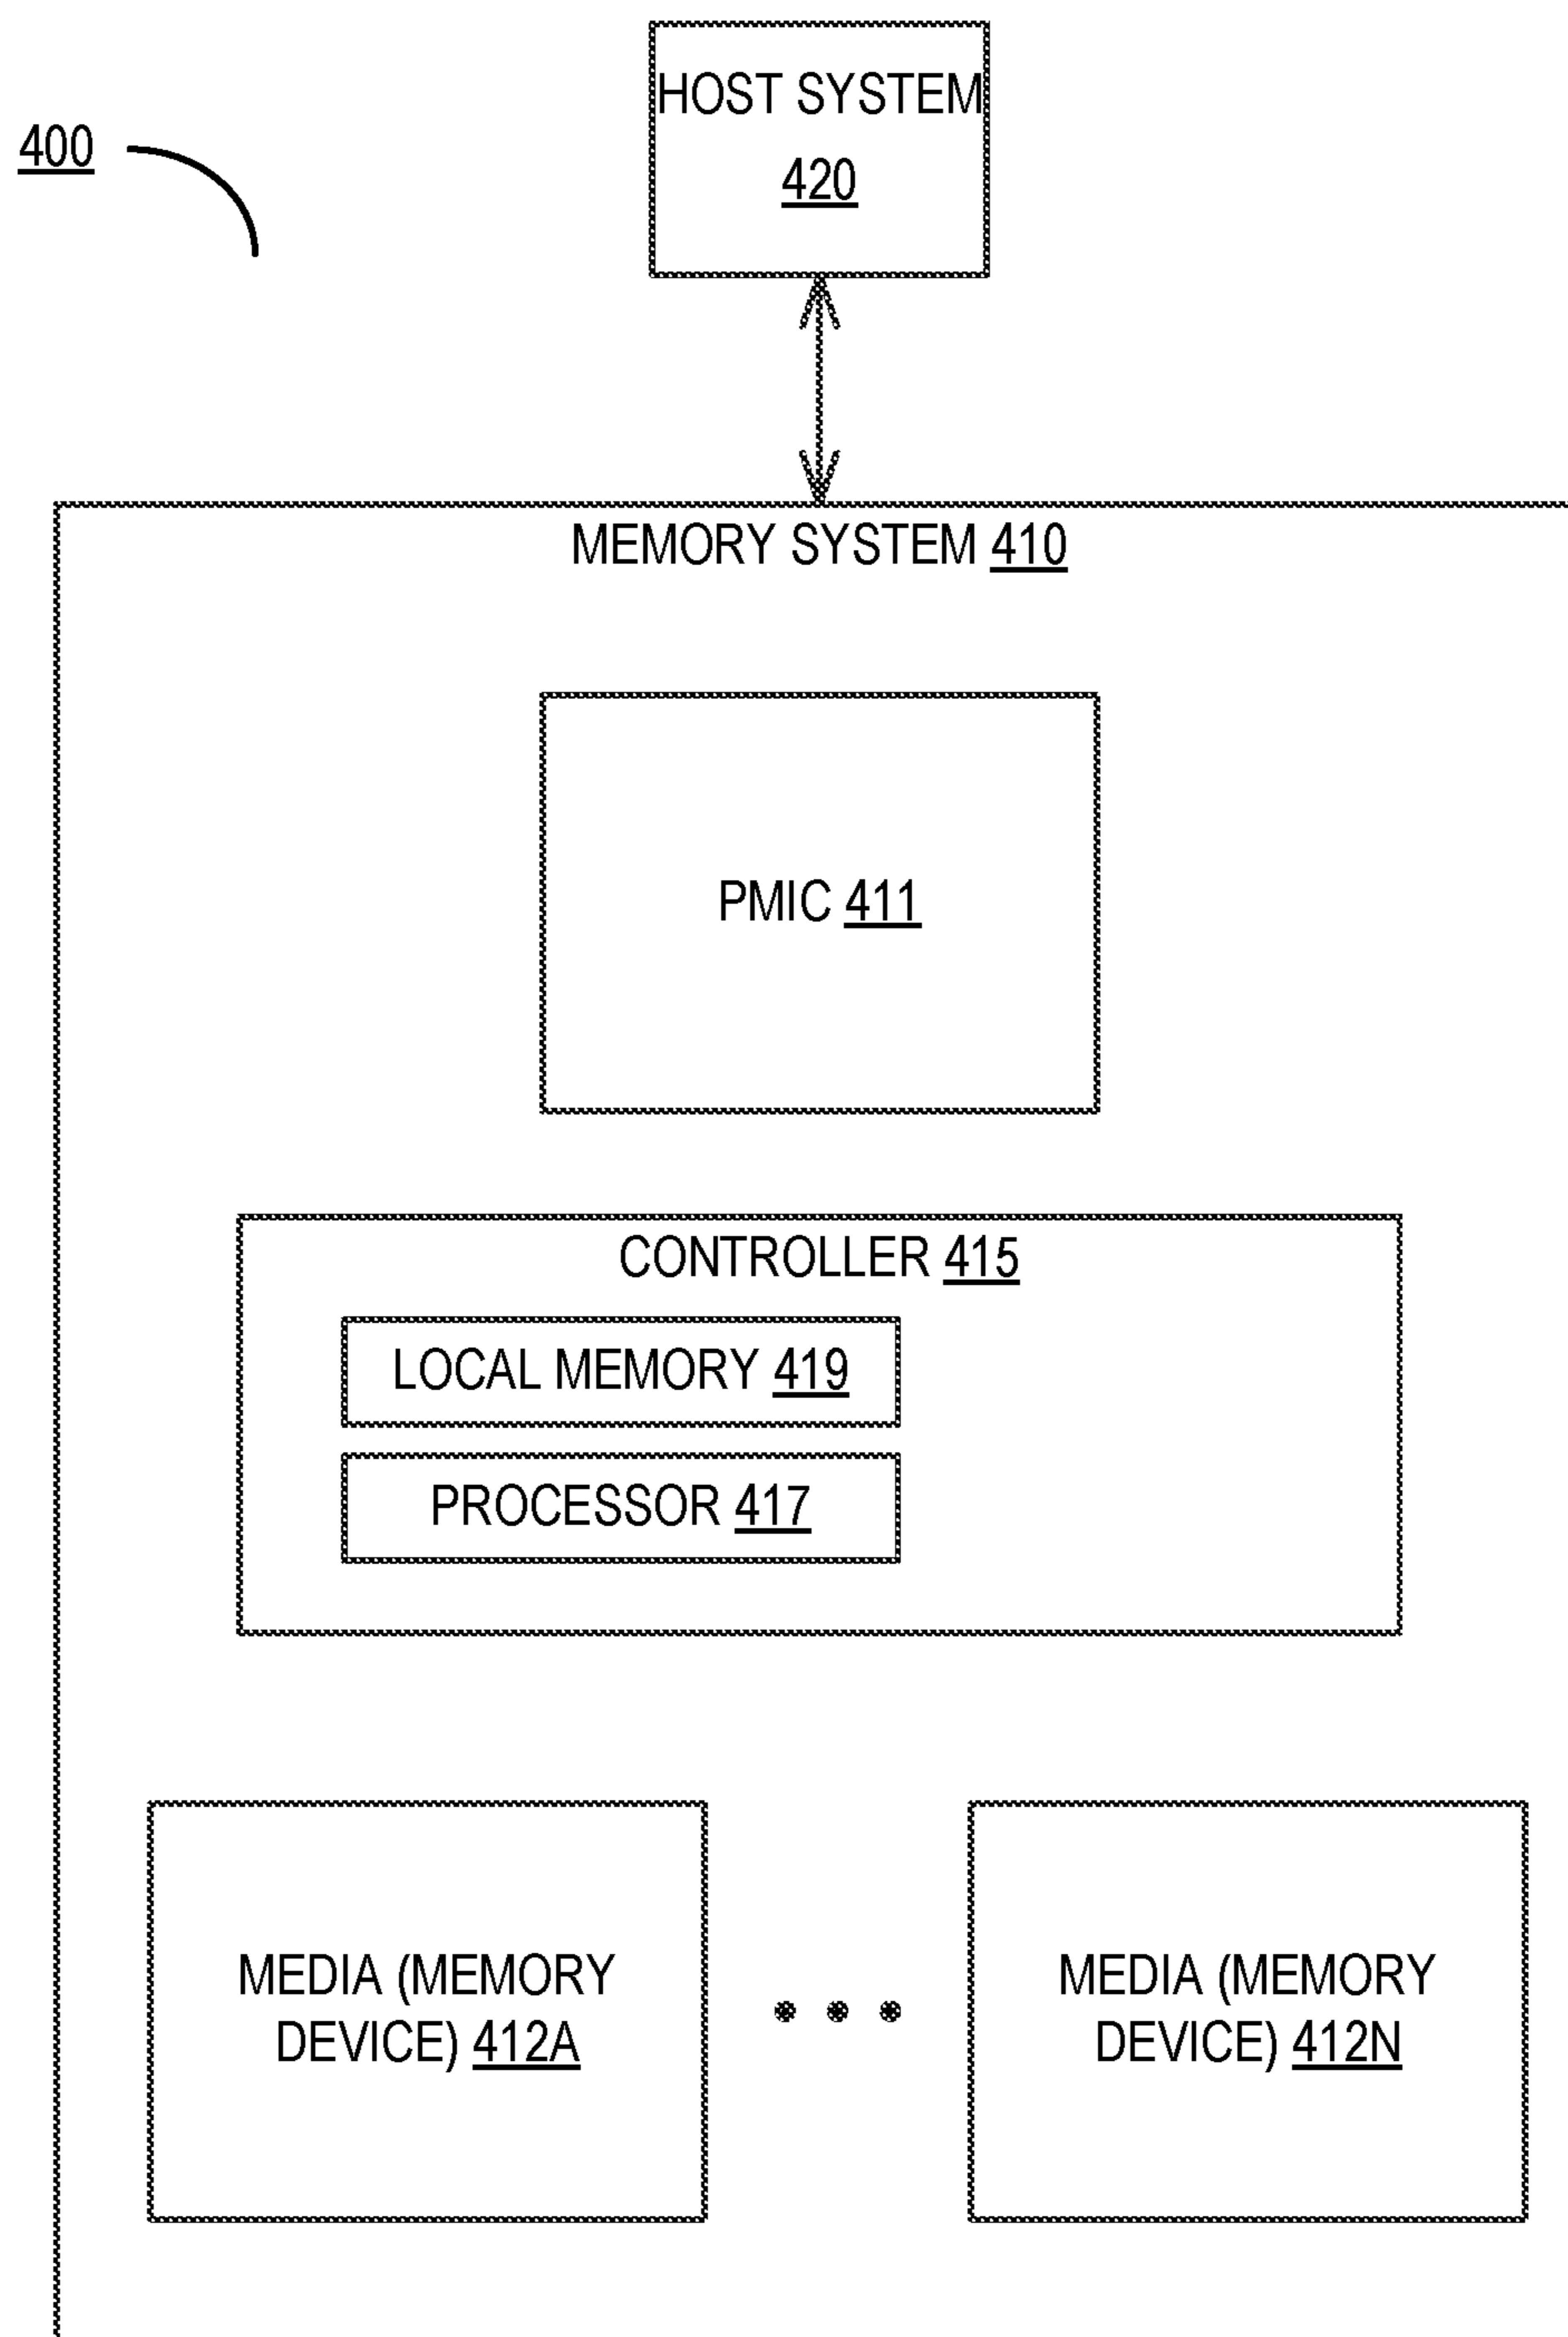 HOST SYSTEM
420
400
MEMORY SYSTEM 410
PMIC 411
CONTROLLER 415
LOCAL MEMORY 419
PROCESSOR 417
MEDIA (MEMORY
DEVICE) 412A
MEDIA (MEMORY
DEVICE) 412N